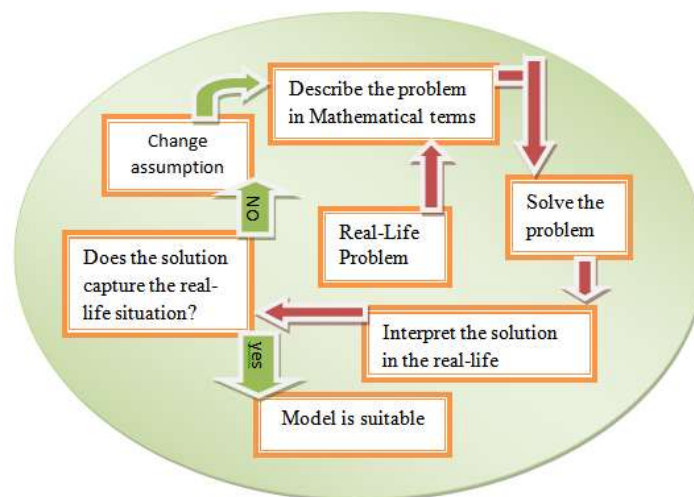 Describe the problem
in Mathematical terms
Change
assumption
Solve the
problem
NO
Real-Life
Problem
Does the solution
capture the real-
life situation?
Interpret the solution
in the real-life
yes
Model is suitable